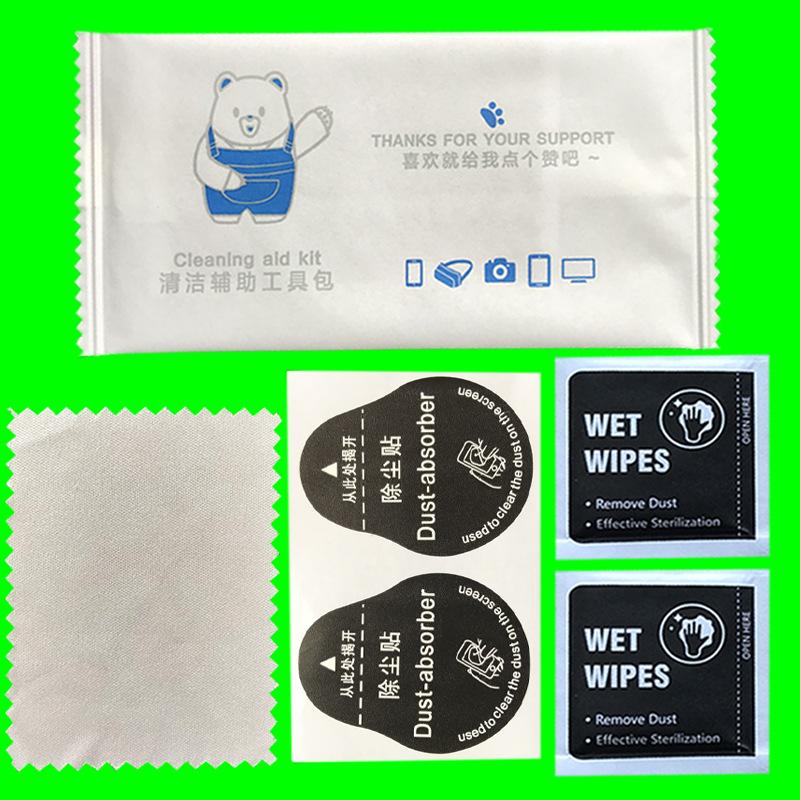 THANKS FOR YOUR SUPPORT
喜欢就给我点个赞吧 ~
Cleaning aid kit
清洁辅助工具包
从此处揭开
除尘贴
Dust-absorber
used to clear the dust on the screen
从此处揭开
除尘贴
Dust-absorber
used to clear the dust on the screen
WET
WIPES
• Remove Dust
• Effective Sterilization
OPEN HERE
WET
WIPES
• Remove Dust
• Effective Sterilization
OPEN HERE